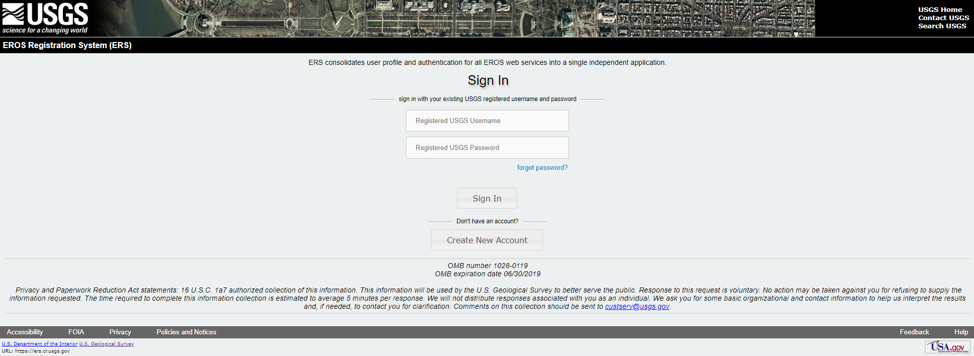 USGS
science for a changing world
USGS Home
Contact USGS
Search USGS
EROS Registration System (ERS)
ERS consolidates user profile and authentication for all EROS web services into a single independent application.
Sign In
sign in with your existing USGS registered username and password
Registered USGS Username
Registered USGS Password
forgot password?
Sign In
Don't have an account?
Create New Account
OMB number 1028-0119
OMB expiration date 06/30/2019
Privacy and Paperwork Reduction Act statements: 16 U.S.C. 1a7 authorized collection of this information. This information will be used by the U.S. Geological Survey to better serve the public. Response to this request is voluntary. No action may be taken against you for refusing to supply the
information requested. The time required to complete this information collection is estimated to average 5 minutes per response. We will not distribute responses associated with you as an individual. We ask you for some basic organizational and contact information to help us interpret the results
and, if needed, to contact you for clarification. Comments on this collection should be sent to custserv@usgs.gov.
Accessibility FOIA Privacy Policies and Notices Feedback Help
U.S. Department of the Interior U.S. Geological Survey
URL: https://ers.cr.usgs.gov
USA.gov